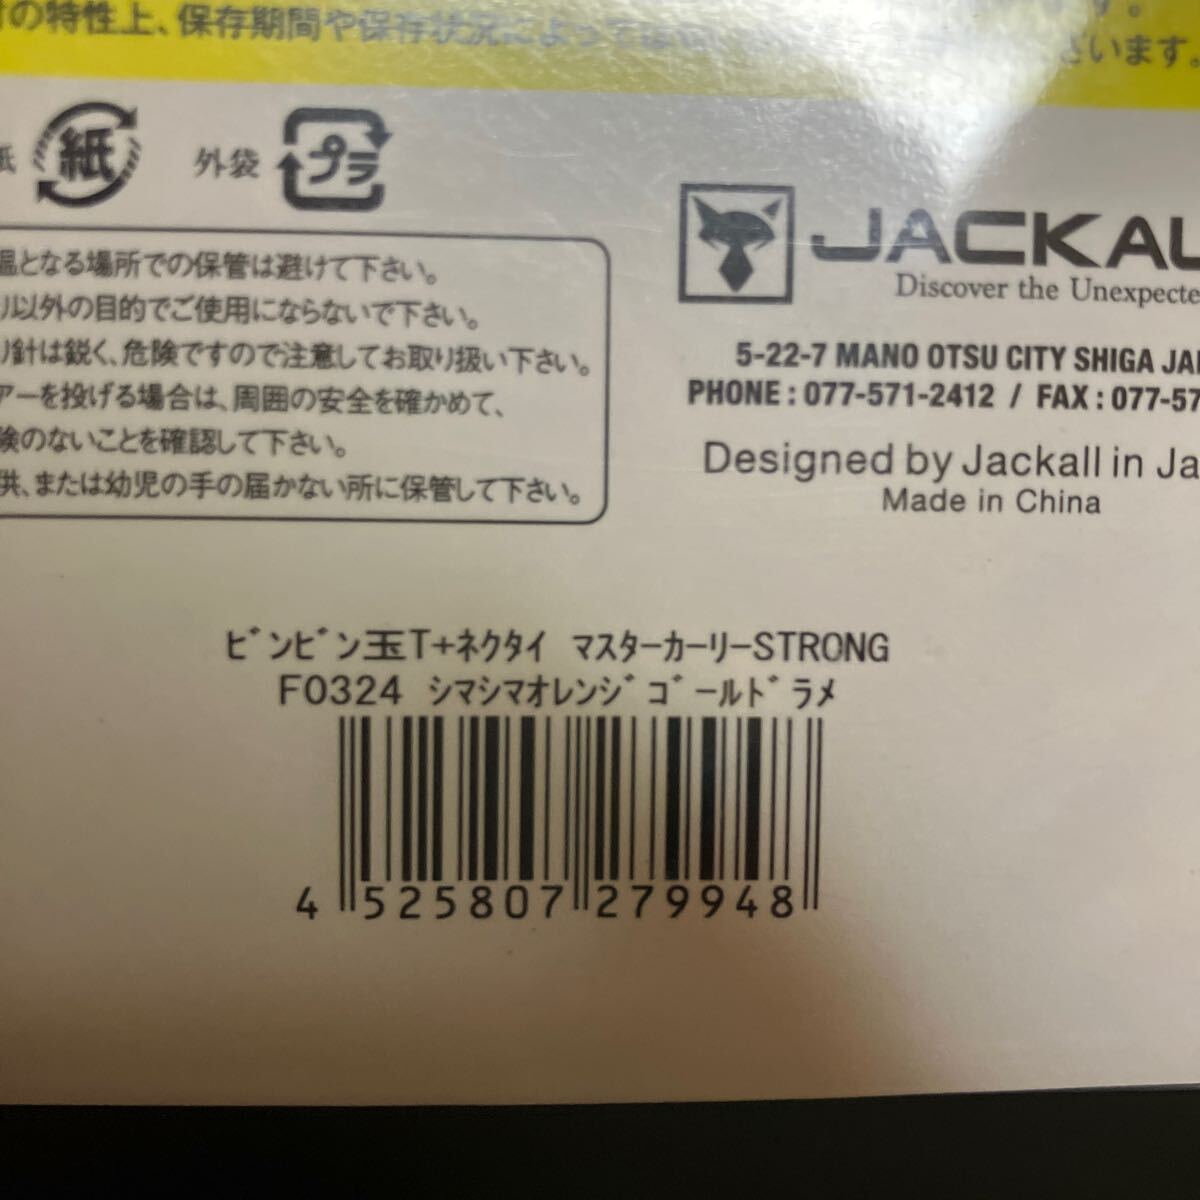 の特性上、保存期間や保存状況によっては
ざいます。
紙 紙 外袋 プラ
温となる場所での保管は避けて下さい。
り以外の目的でご使用にならないで下さい。
り針は鋭く、危険ですので注意してお取り扱い下さい。
アーを投げる場合は、周囲の安全を確かめて、
険のないことを確認して下さい。
供、または幼児の手の届かない所に保管して下さい。
JACKALL
Discover the Unexpecte
5-22-7 MANO OTSU CITY SHIGA JA
PHONE : 077-571-2412 / FAX : 077-57
Designed by Jackall in Ja
Made in China
ﾋﾞﾝﾋﾞﾝ玉T+ﾈｸﾀｲ ﾏｽﾀｰｶｰﾘｰSTRONG
F0324 ｼﾏｼﾏｵﾚﾝｼﾞｺﾞｰﾙﾄﾞﾗﾒ
4 525807 279948